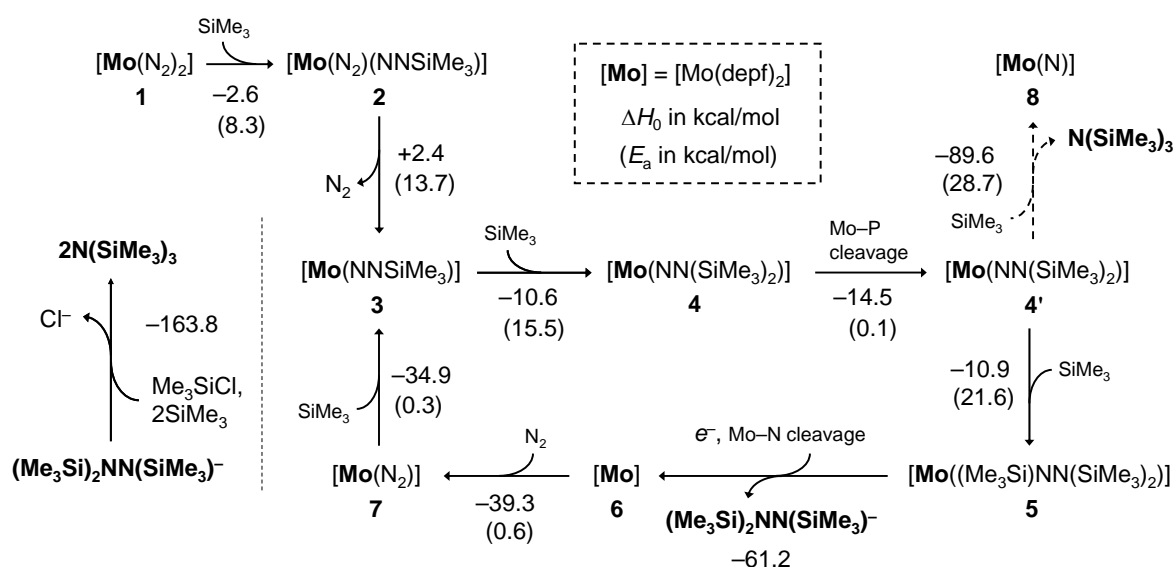 SiMe₃
[Mo(N₂)₂]
1
–2.6
(8.3)
[Mo(N₂)(NNSiMe₃)]
2
[Mo] = [Mo(depf)₂]
ΔH₀ in kcal/mol
(Eₐ in kcal/mol)
[Mo(N)]
8
N(SiMe₃)₃
–89.6
(28.7)
SiMe₃
N₂
+2.4
(13.7)
2N(SiMe₃)₃
Cl⁻
–163.8
Me₃SiCl,
2SiMe₃
(Me₃Si)₂NN(SiMe₃)⁻
[Mo(NNSiMe₃)]
3
SiMe₃
–10.6
(15.5)
[Mo(NN(SiMe₃)₂)]
4
Mo–P
cleavage
–14.5
(0.1)
[Mo(NN(SiMe₃)₂)]
4'
SiMe₃
–34.9
(0.3)
–10.9
(21.6)
SiMe₃
[Mo(N₂)]
7
N₂
–39.3
(0.6)
[Mo]
6
e⁻, Mo–N cleavage
(Me₃Si)₂NN(SiMe₃)⁻
–61.2
[Mo((Me₃Si)NN(SiMe₃)₂)]
5